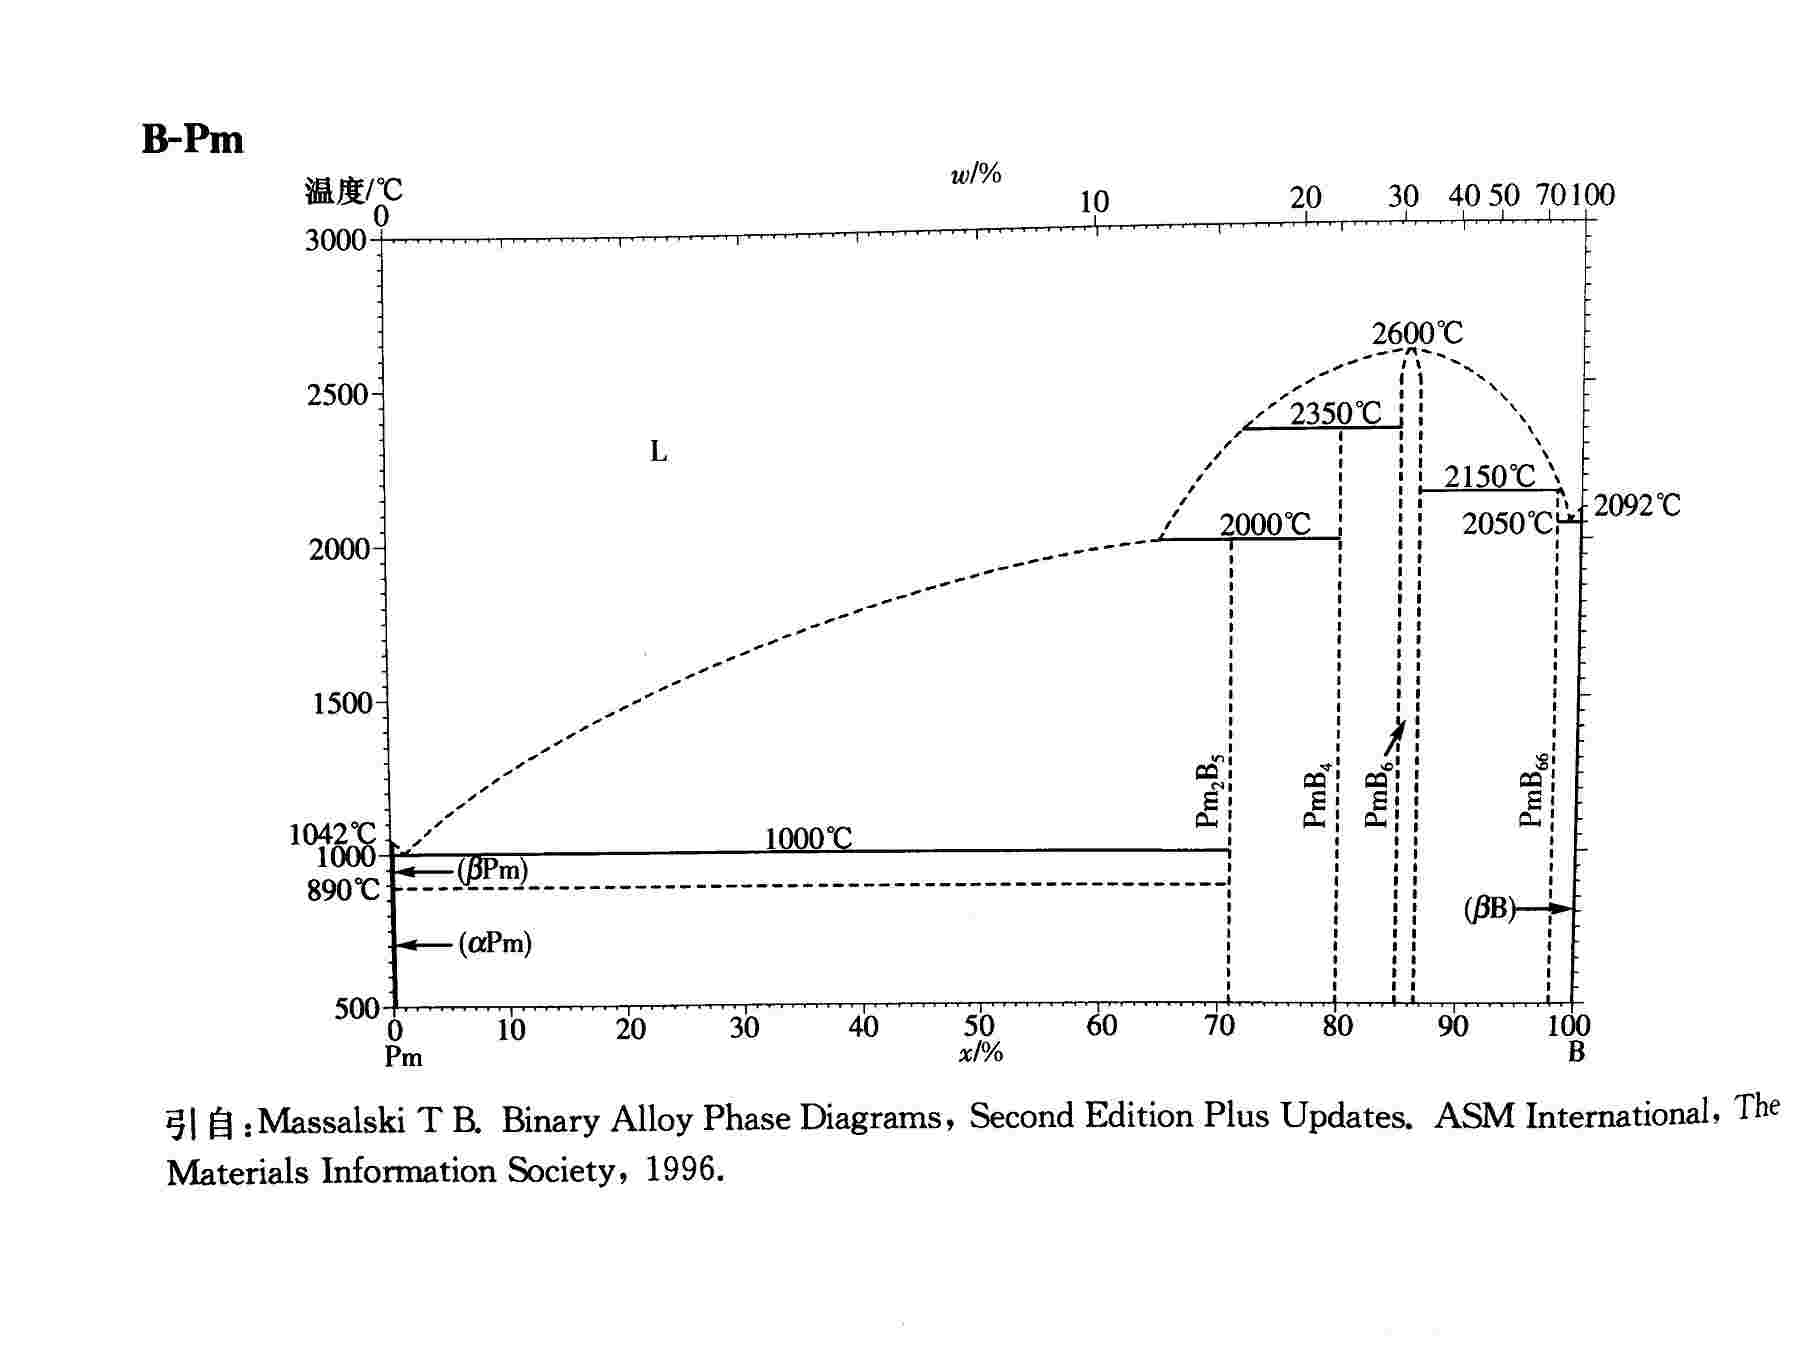 B-Pm
w/%
温度/℃
0 10 20 30 40 50 70 100
3000
2600℃
2500
2350℃
L
2150℃
2092℃
2000℃ 2050℃
2000
1500
Pm₂B₅ PmB₄ PmB₆ PmB₆₆
1042℃
1000℃
1000
(βPm)
890℃
(βB)
(αPm)
500
0 10 20 30 40 50 60 70 80 90 100
Pm x/% B
引自:Massalski T B. Binary Alloy Phase Diagrams, Second Edition Plus Updates. ASM International, The
Materials Information Society, 1996.